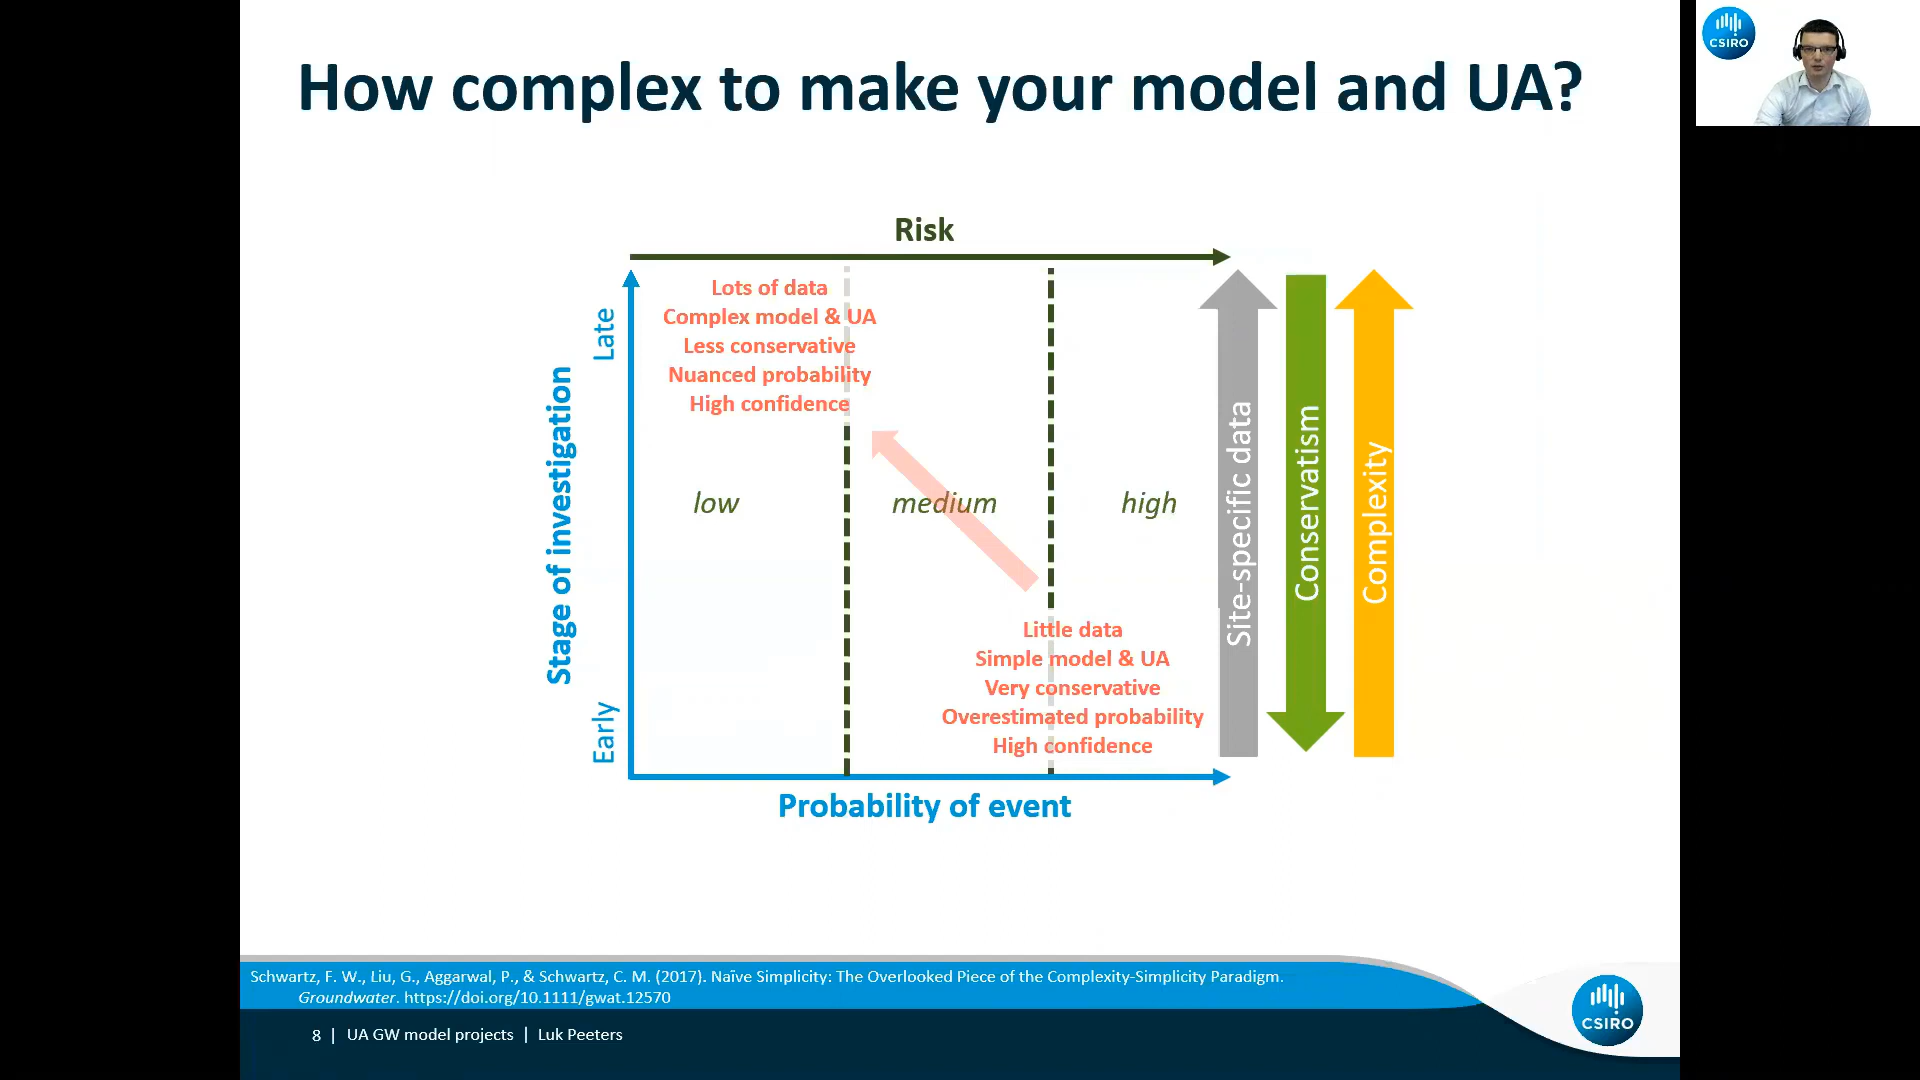 How complex to make your model and UA?
CSIRO
Risk
Lots of data
Complex model & UA
Less conservative
Nuanced probability
High confidence
Late
Stage of investigation
Early
low
medium
high
Little data
Simple model & UA
Very conservative
Overestimated probability
High confidence
Site-specific data
Conservatism
Complexity
Probability of event
Schwartz, F. W., Liu, G., Aggarwal, P., & Schwartz, C. M. (2017). Naïve Simplicity: The Overlooked Piece of the Complexity-Simplicity Paradigm.
Groundwater. https://doi.org/10.1111/gwat.12570
8 | UA GW model projects | Luk Peeters
CSIRO